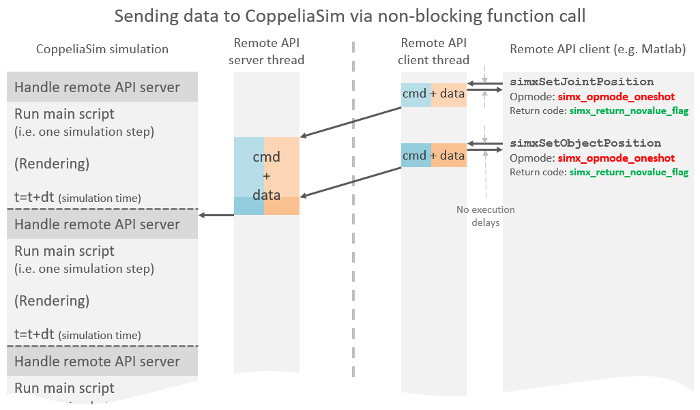 Sending data to CoppeliaSim via non-blocking function call
CoppeliaSim simulation
Remote API
server thread
Remote API
client thread
Remote API client (e.g. Matlab)
Handle remote API server
Run main script
(i.e. one simulation step)
(Rendering)
t=t+dt (simulation time)
Handle remote API server
Run main script
(i.e. one simulation step)
(Rendering)
t=t+dt (simulation time)
Handle remote API server
Run main script
cmd
+
data
cmd + data
cmd + data
simxSetJointPosition
Opmode: simx_opmode_oneshot
Return code: simx_return_novalue_flag
simxSetObjectPosition
Opmode: simx_opmode_oneshot
Return code: simx_return_novalue_flag
No execution
delays